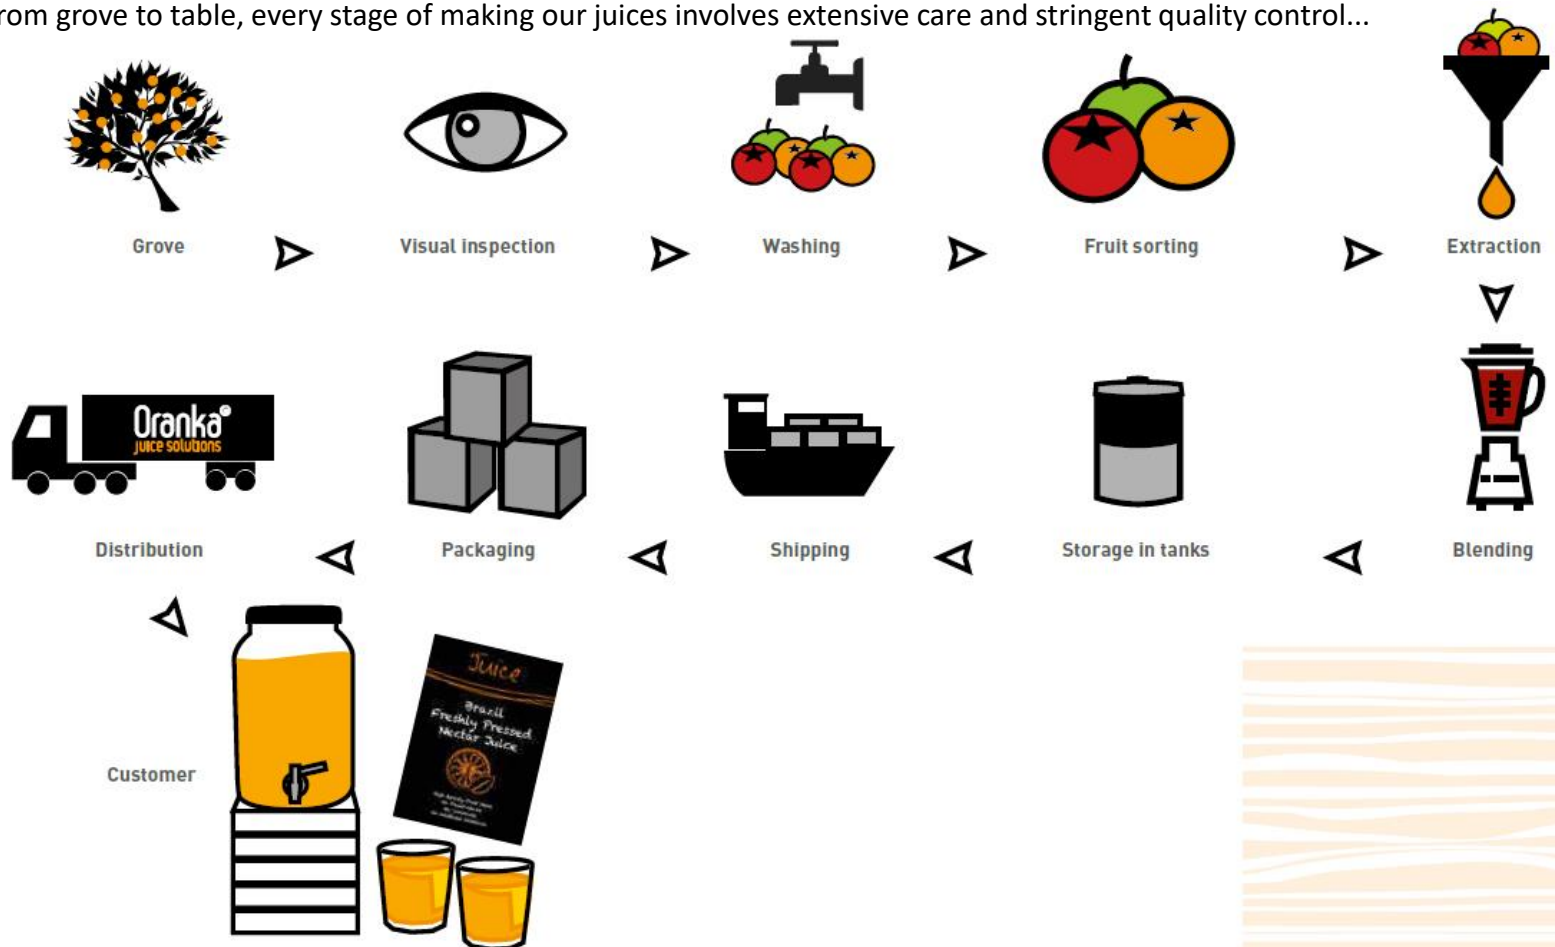 rom grove to table, every stage of making our juices involves extensive care and stringent quality control...
Grove
Visual inspection
Washing
Fruit sorting
Extraction
Oranka®
juice solutions
Distribution
Packaging
Shipping
Storage in tanks
Blending
Customer
Juice
Brazil
Freshly Pressed
Nectar Juice